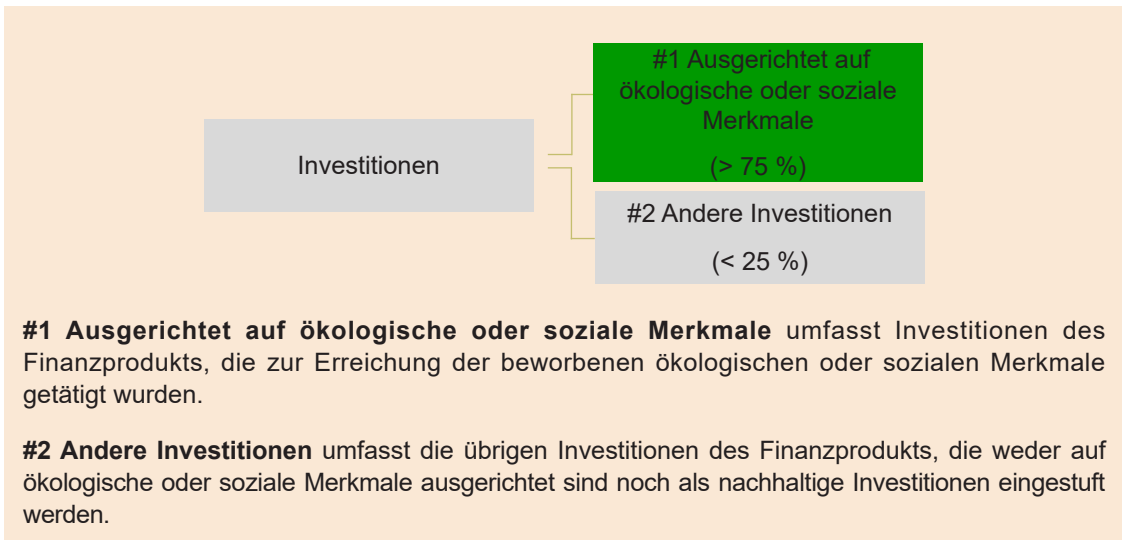 #1 Ausgerichtet auf
ökologische oder soziale
Merkmale
(> 75 %)
Investitionen
#2 Andere Investitionen
(< 25 %)
#1 Ausgerichtet auf ökologische oder soziale Merkmale umfasst Investitionen des
Finanzprodukts, die zur Erreichung der beworbenen ökologischen oder sozialen Merkmale
getätigt wurden.
#2 Andere Investitionen umfasst die übrigen Investitionen des Finanzprodukts, die weder auf
ökologische oder soziale Merkmale ausgerichtet sind noch als nachhaltige Investitionen eingestuft
werden.